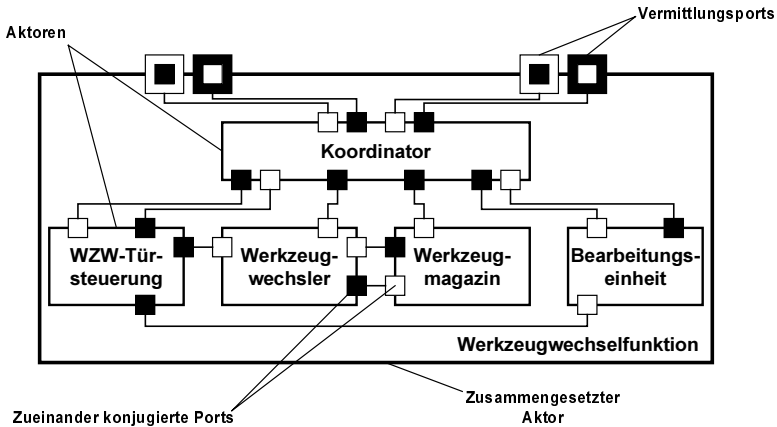 Vermittlungsports
Aktoren
Koordinator
WZW-Tür-
steuerung
Werkzeug-
wechsler
Werkzeug-
magazin
Bearbeitungs-
einheit
Werkzeugwechselfunktion
Zusammengesetzter
Aktor
Zueinander konjugierte Ports